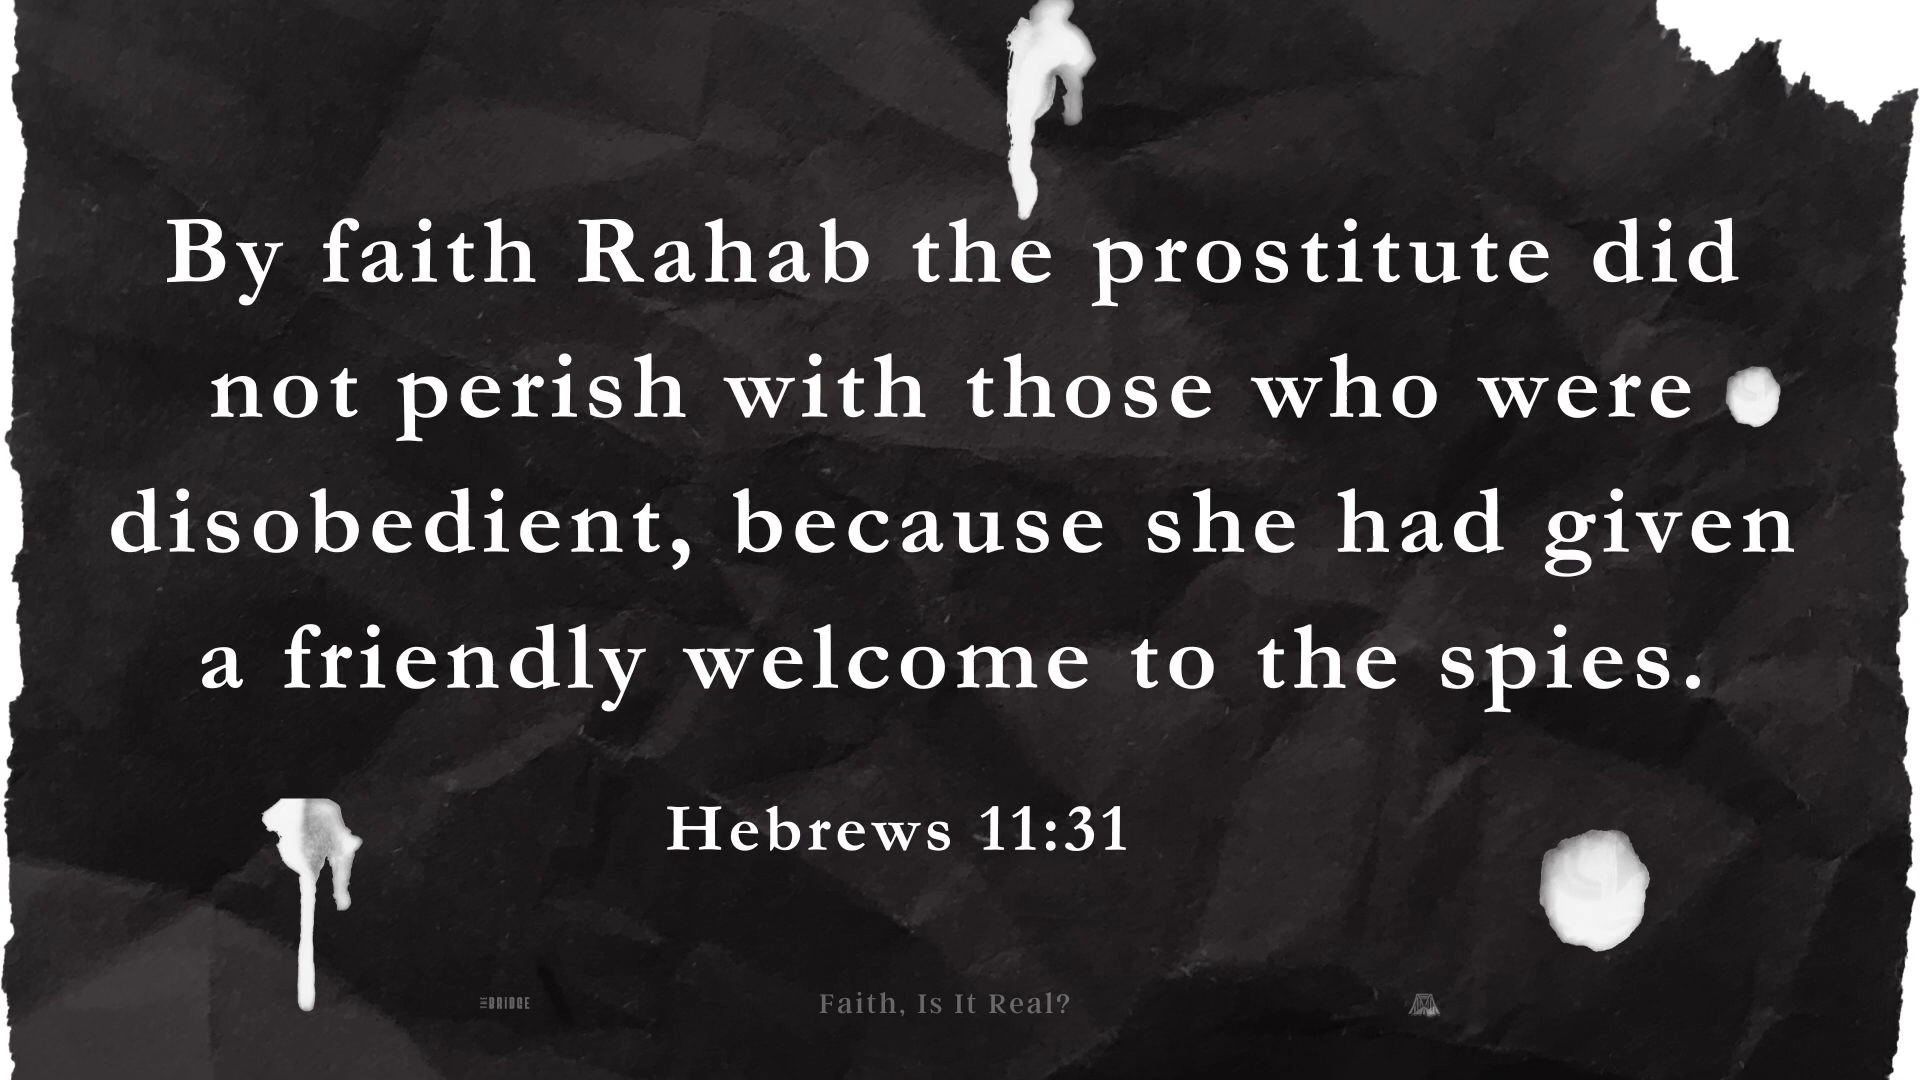 By faith Rahab the prostitute did
not perish with those who were
disobedient, because she had given
a friendly welcome to the spies.
Hebrews 11:31
THE BRIDGE
Faith, Is It Real?